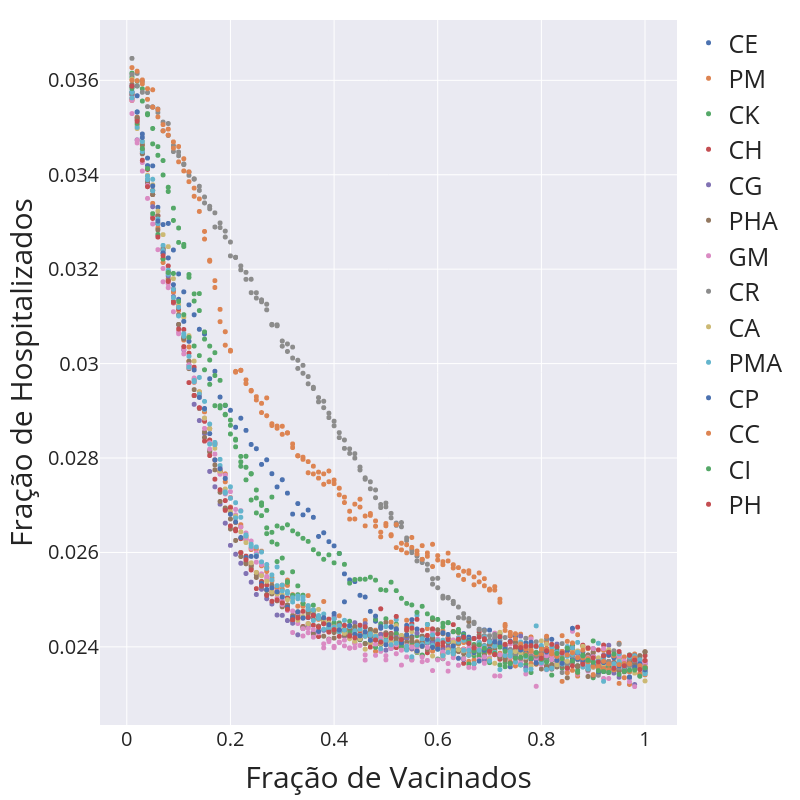 0.036
0.034
0.032
0.03
0.028
0.026
0.024
0
0.2
0.4
0.6
0.8
1
Fração de Hospitalizados
Fração de Vacinados
CE
PM
CK
CH
CG
PHA
GM
CR
CA
PMA
CP
CC
CI
PH